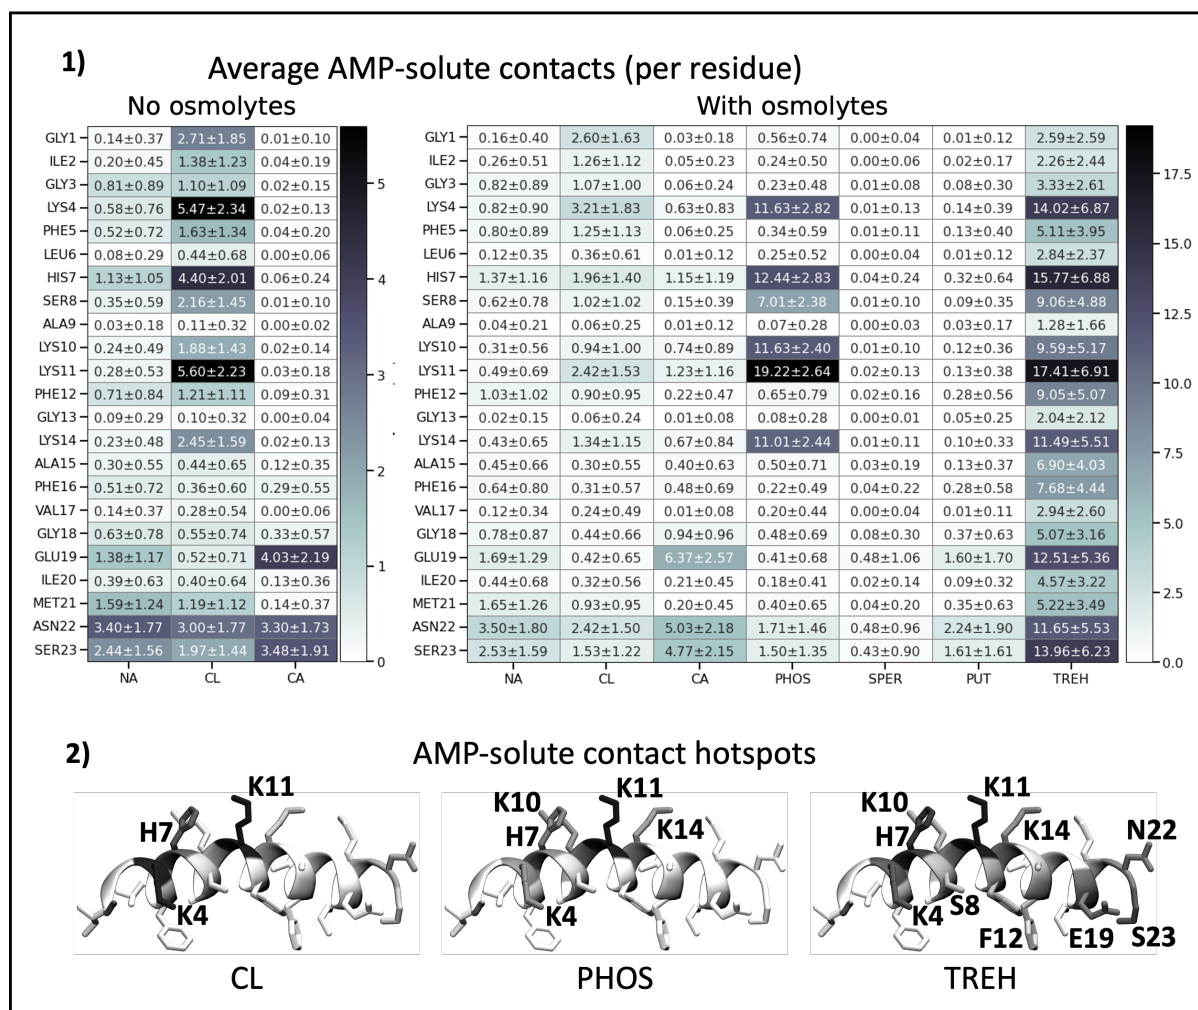 1)
Average AMP-solute contacts (per residue)
No osmolytes
With osmolytes
GLY1 0.14±0.37 2.71±1.85 0.01±0.10
ILE2 0.20±0.45 1.38±1.23 0.04±0.19
GLY3 0.81±0.89 1.10±1.09 0.02±0.15
LYS4 0.58±0.76 5.47±2.34 0.02±0.13
PHE5 0.52±0.72 1.63±1.34 0.04±0.20
LEU6 0.08±0.29 0.44±0.68 0.00±0.06
HIS7 1.13±1.05 4.40±2.01 0.06±0.24
SER8 0.35±0.59 2.16±1.45 0.01±0.10
ALA9 0.03±0.18 0.11±0.32 0.00±0.02
LYS10 0.24±0.49 1.88±1.43 0.02±0.14
LYS11 0.28±0.53 5.60±2.23 0.03±0.18
PHE12 0.71±0.84 1.21±1.11 0.09±0.31
GLY13 0.09±0.29 0.10±0.32 0.00±0.04
LYS14 0.23±0.48 2.45±1.59 0.02±0.13
ALA15 0.30±0.55 0.44±0.65 0.12±0.35
PHE16 0.51±0.72 0.36±0.60 0.29±0.55
VAL17 0.14±0.37 0.28±0.54 0.00±0.06
GLY18 0.63±0.78 0.55±0.74 0.33±0.57
GLU19 1.38±1.17 0.52±0.71 4.03±2.19
ILE20 0.39±0.63 0.40±0.64 0.13±0.36
MET21 1.59±1.24 1.19±1.12 0.14±0.37
ASN22 3.40±1.77 3.00±1.77 3.30±1.73
SER23 2.44±1.56 1.97±1.44 3.48±1.91
NA CL CA
5
4
3
2
1
0
GLY1 0.16±0.40 2.60±1.63 0.03±0.18 0.56±0.74 0.00±0.04 0.01±0.12 2.59±2.59
ILE2 0.26±0.51 1.26±1.12 0.05±0.23 0.24±0.50 0.00±0.06 0.02±0.17 2.26±2.44
GLY3 0.82±0.89 1.07±1.00 0.06±0.24 0.23±0.48 0.01±0.08 0.08±0.30 3.33±2.61
LYS4 0.82±0.90 3.21±1.83 0.63±0.83 11.63±2.82 0.01±0.13 0.14±0.39 14.02±6.87
PHE5 0.80±0.89 1.25±1.13 0.06±0.25 0.34±0.59 0.01±0.11 0.13±0.40 5.11±3.95
LEU6 0.12±0.35 0.36±0.61 0.01±0.12 0.25±0.52 0.00±0.04 0.01±0.12 2.84±2.37
HIS7 1.37±1.16 1.96±1.40 1.15±1.19 12.44±2.83 0.04±0.24 0.32±0.64 15.77±6.88
SER8 0.62±0.78 1.02±1.02 0.15±0.39 7.01±2.38 0.01±0.10 0.09±0.35 9.06±4.88
ALA9 0.04±0.21 0.06±0.25 0.01±0.12 0.07±0.28 0.00±0.03 0.03±0.17 1.28±1.66
LYS10 0.31±0.56 0.94±1.00 0.74±0.89 11.63±2.40 0.01±0.10 0.12±0.36 9.59±5.17
LYS11 0.49±0.69 2.42±1.53 1.23±1.16 19.22±2.64 0.02±0.13 0.13±0.38 17.41±6.91
PHE12 1.03±1.02 0.90±0.95 0.22±0.47 0.65±0.79 0.02±0.16 0.28±0.56 9.05±5.07
GLY13 0.02±0.15 0.06±0.24 0.01±0.08 0.08±0.28 0.00±0.01 0.05±0.25 2.04±2.12
LYS14 0.43±0.65 1.34±1.15 0.67±0.84 11.01±2.44 0.01±0.11 0.10±0.33 11.49±5.51
ALA15 0.45±0.66 0.30±0.55 0.40±0.63 0.50±0.71 0.03±0.19 0.13±0.37 6.90±4.03
PHE16 0.64±0.80 0.31±0.57 0.48±0.69 0.22±0.49 0.04±0.22 0.28±0.58 7.68±4.44
VAL17 0.12±0.34 0.24±0.49 0.01±0.08 0.20±0.44 0.00±0.04 0.01±0.11 2.94±2.60
GLY18 0.78±0.87 0.44±0.66 0.94±0.96 0.48±0.69 0.08±0.30 0.37±0.63 5.07±3.16
GLU19 1.69±1.29 0.42±0.65 6.37±2.57 0.41±0.68 0.48±1.06 1.60±1.70 12.51±5.36
ILE20 0.44±0.68 0.32±0.56 0.21±0.45 0.18±0.41 0.02±0.14 0.09±0.32 4.57±3.22
MET21 1.65±1.26 0.93±0.95 0.20±0.45 0.40±0.65 0.04±0.20 0.35±0.63 5.22±3.49
ASN22 3.50±1.80 2.42±1.50 5.03±2.18 1.71±1.46 0.48±0.96 2.24±1.90 11.65±5.53
SER23 2.53±1.59 1.53±1.22 4.77±2.15 1.50±1.35 0.43±0.90 1.61±1.61 13.96±6.23
NA CL CA PHOS SPER PUT TREH
17.5
15.0
12.5
10.0
7.5
5.0
2.5
0.0
2)
AMP-solute contact hotspots
K11
H7
K4
CL
K11
K10
H7
K14
K4
PHOS
K11
K10
H7
K14
N22
K4
S8
F12
E19
S23
TREH